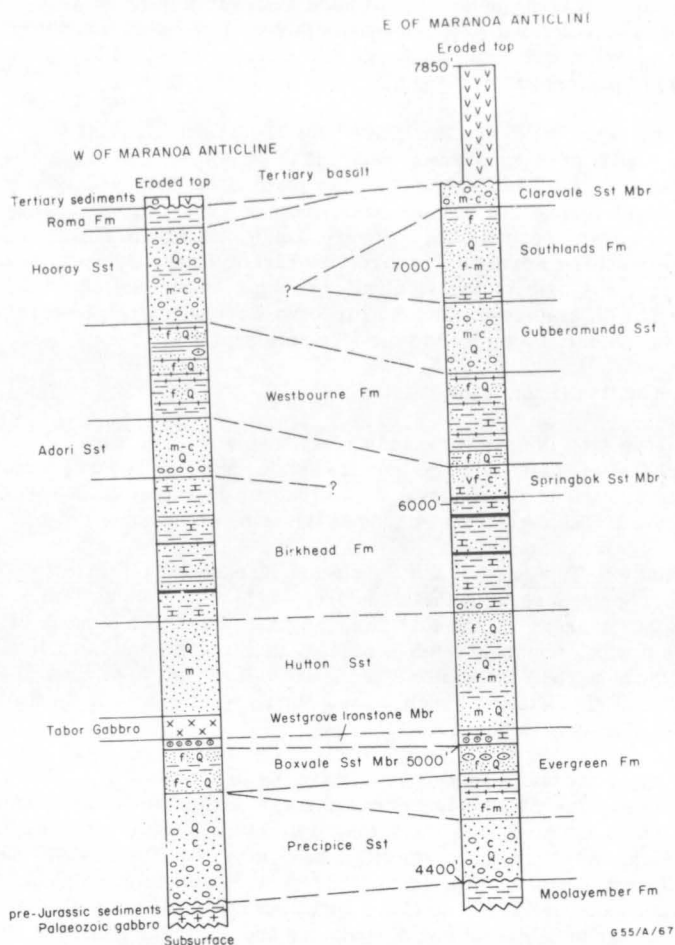 E OF MARANOA ANTICLINE
Eroded top
7850'
W OF MARANOA ANTICLINE
Eroded top
Tertiary basalt
Tertiary sediments
Roma Fm
Hooray Sst
Q
m-c
f Q
f Q
f Q
Adori Sst
m-c
Q
?
Westbourne Fm
?
Birkhead Fm
Q
m
Hutton Sst
Tabor Gabbro
Westgrove Ironstone Mbr
f Q
f-c Q
Boxvale Sst Mbr
5000'
Q
c
Precipice Sst
pre-Jurassic sediments
Palaeozoic gabbro
Subsurface
m-c
Claravale Sst Mbr
f
Q
f-m
7000'
Southlands Fm
m-c
Q
Gubberamunda Sst
f Q
f Q
vf-c
Springbok Sst Mbr
6000'
f Q
Q
f-m
m Q
f Q
Evergreen Fm
f-m
c
Q
4400'
Moolayember Fm
G55/A/67